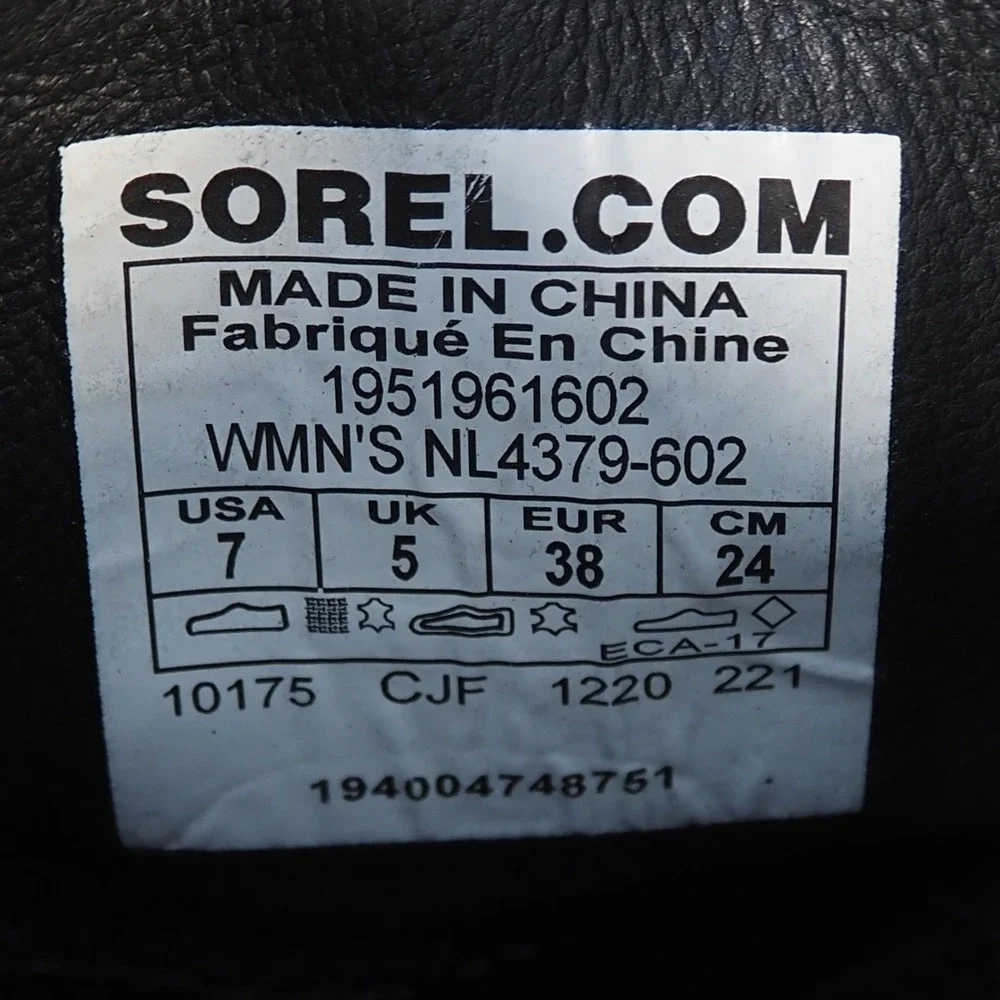 SOREL.COM
MADE IN CHINA
Fabriqué En Chine
1951961602
WMN'S NL4379-602
USA UK EUR CM
7 5 38 24
ECA-17
10175 CJF 1220 221
194004748751